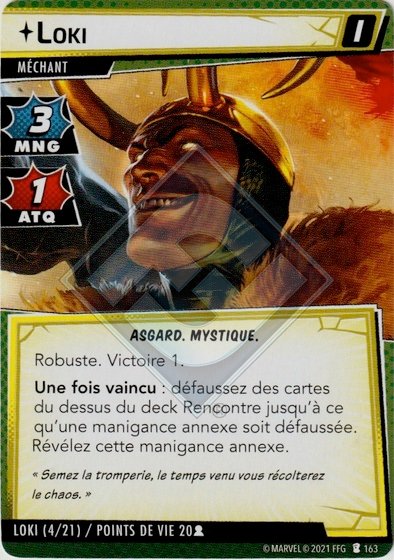 Loki
I
MÉCHANT
3
MNG
1
ATQ
ASGARD. MYSTIQUE.
Robuste. Victoire 1.
Une fois vaincu : défaussez des cartes
du dessus du deck Rencontre jusqu'à ce
qu'une manigance annexe soit défaussée.
Révélez cette manigance annexe.
« Semez la tromperie, le temps venu vous récolterez
le chaos. »
LOKI (4/21) / POINTS DE VIE 20
© MARVEL © 2021 FFG 163